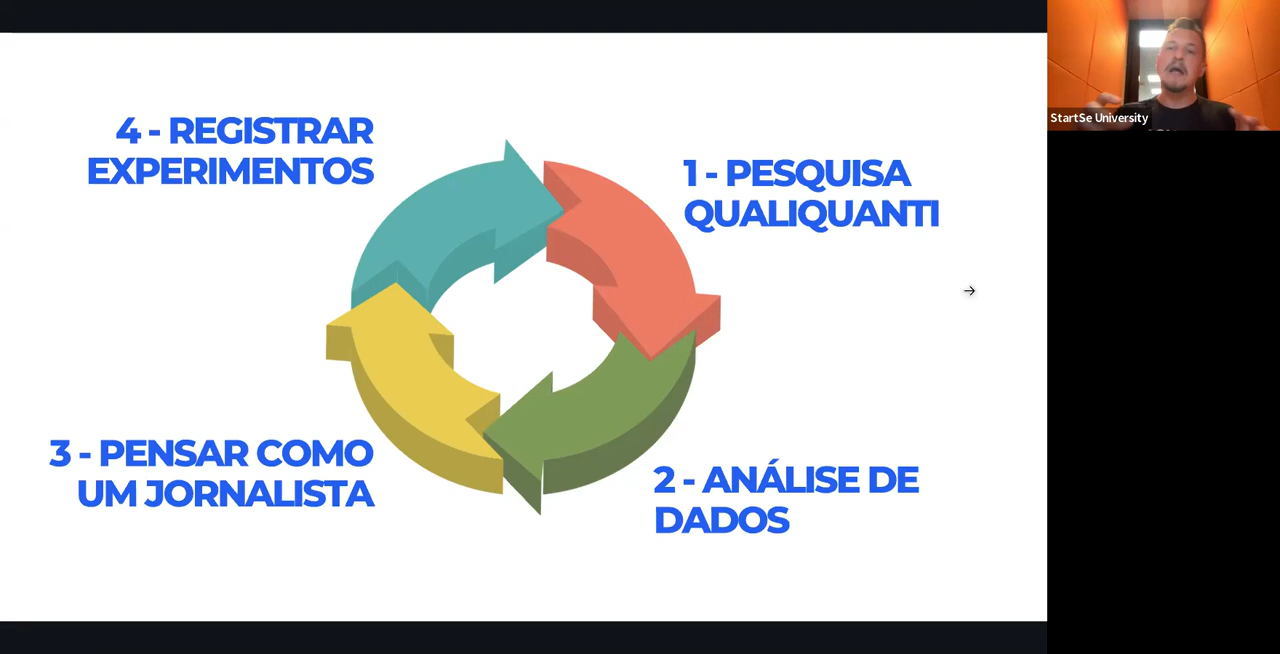 4 - REGISTRAR
EXPERIMENTOS
1 - PESQUISA
QUALIQUANTI
3 - PENSAR COMO
UM JORNALISTA
2 - ANÁLISE DE
DADOS
StartSe University